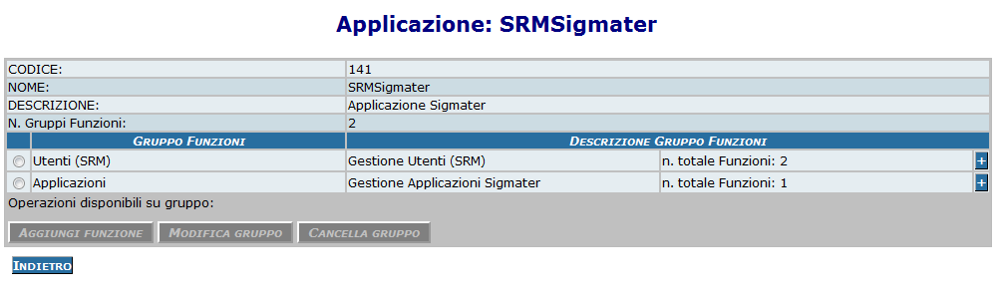 Applicazione: SRMSigmater
CODICE: 141
NOME: SRMSigmater
DESCRIZIONE: Applicazione Sigmater
N. Gruppi Funzioni: 2
GRUPPO FUNZIONI DESCRIZIONE GRUPPO FUNZIONI
Utenti (SRM) Gestione Utenti (SRM) n. totale Funzioni: 2 +
Applicazioni Gestione Applicazioni Sigmater n. totale Funzioni: 1 +
Operazioni disponibili su gruppo:
AGGIUNGI FUNZIONE MODIFICA GRUPPO CANCELLA GRUPPO
INDIETRO